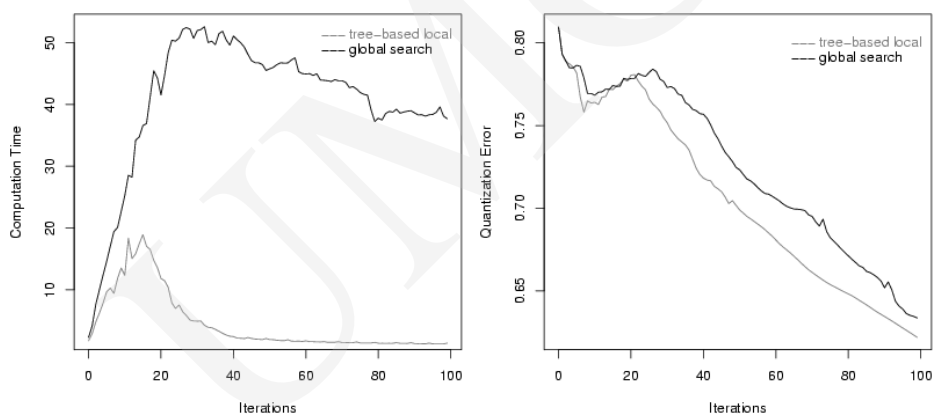 tree-based local
global search
Computation Time
50
40
30
20
10
0
20
40
60
80
100
Iterations
tree-based local
global search
Quantization Error
0.80
0.75
0.70
0.65
0
20
40
60
80
100
Iterations
UMC